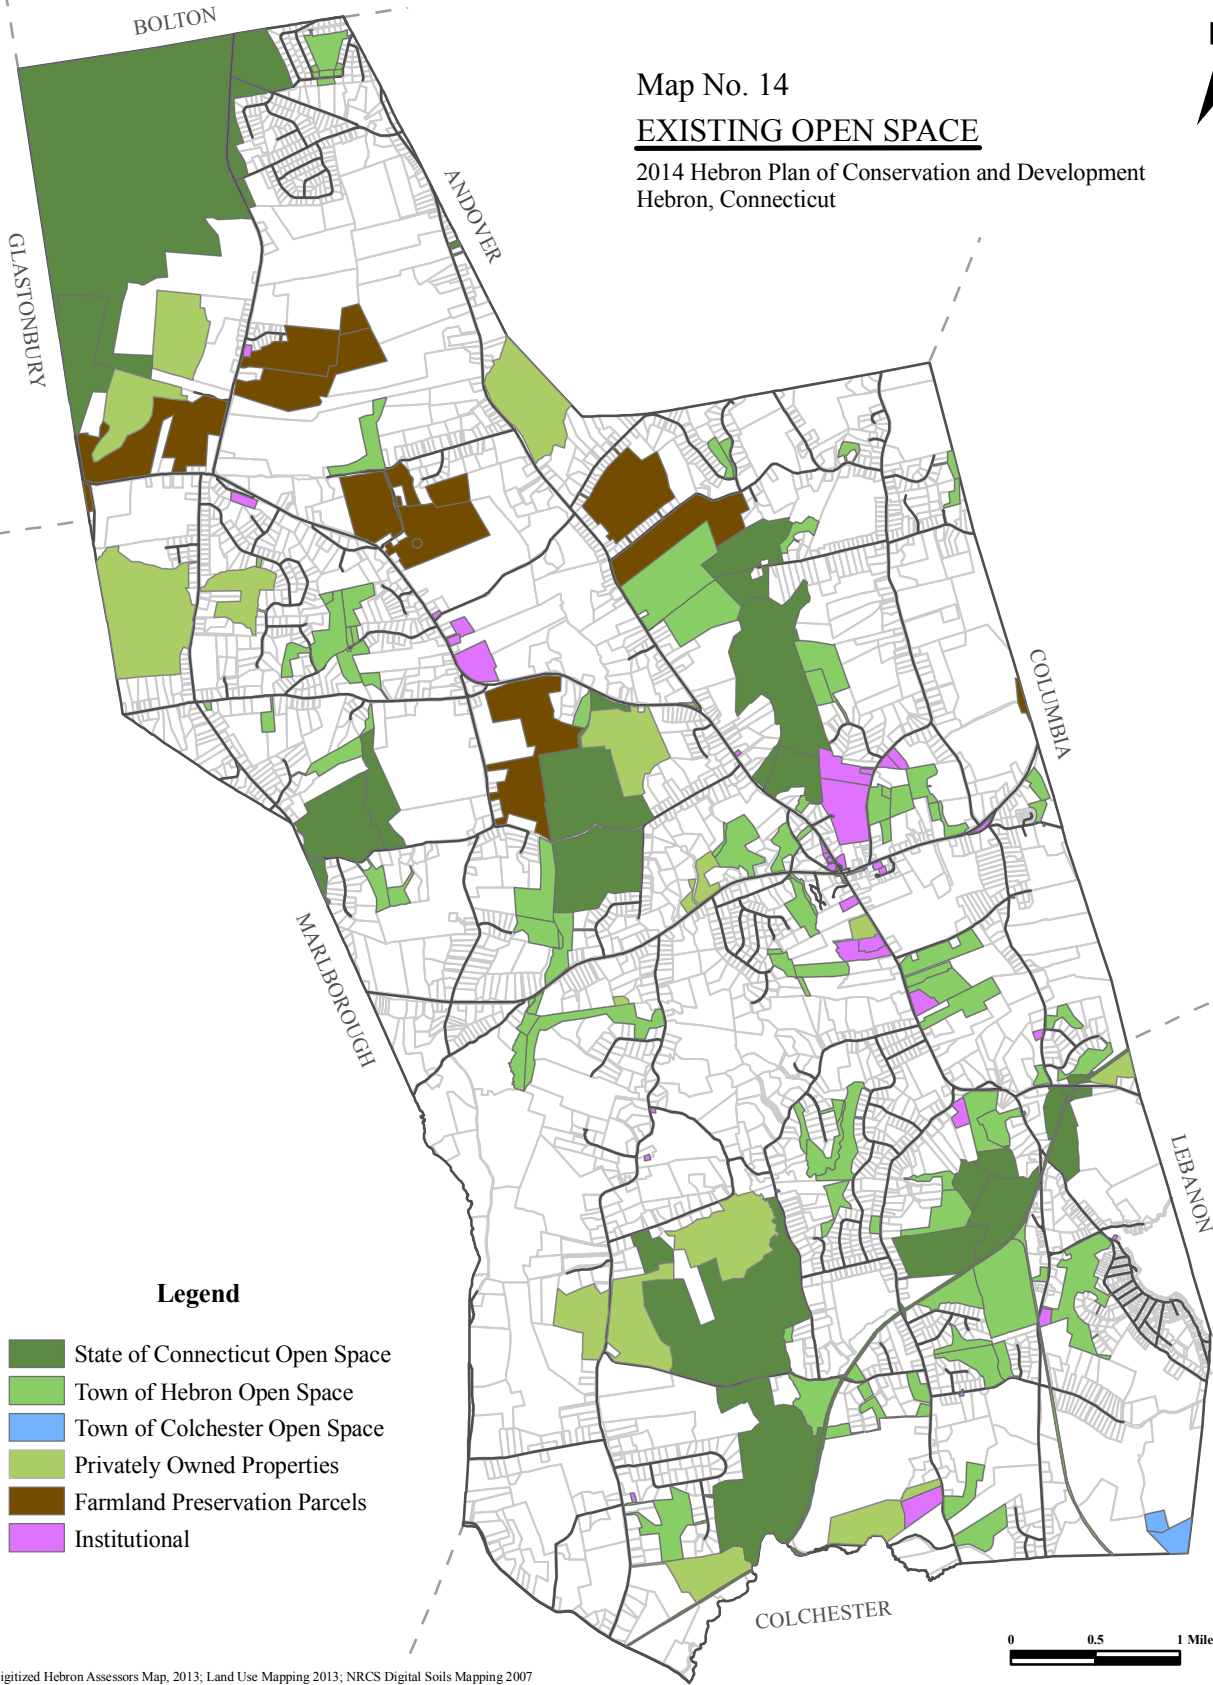 BOLTON
Map No. 14
EXISTING OPEN SPACE
2014 Hebron Plan of Conservation and Development
Hebron, Connecticut
ANDOVER
GLASTONBURY
COLUMBIA
MARLBOROUGH
LEBANON
Legend
State of Connecticut Open Space
Town of Hebron Open Space
Town of Colchester Open Space
Privately Owned Properties
Farmland Preservation Parcels
Institutional
COLCHESTER
0 0.5 1 Mile
igitized Hebron Assessors Map, 2013; Land Use Mapping 2013; NRCS Digital Soils Mapping 2007